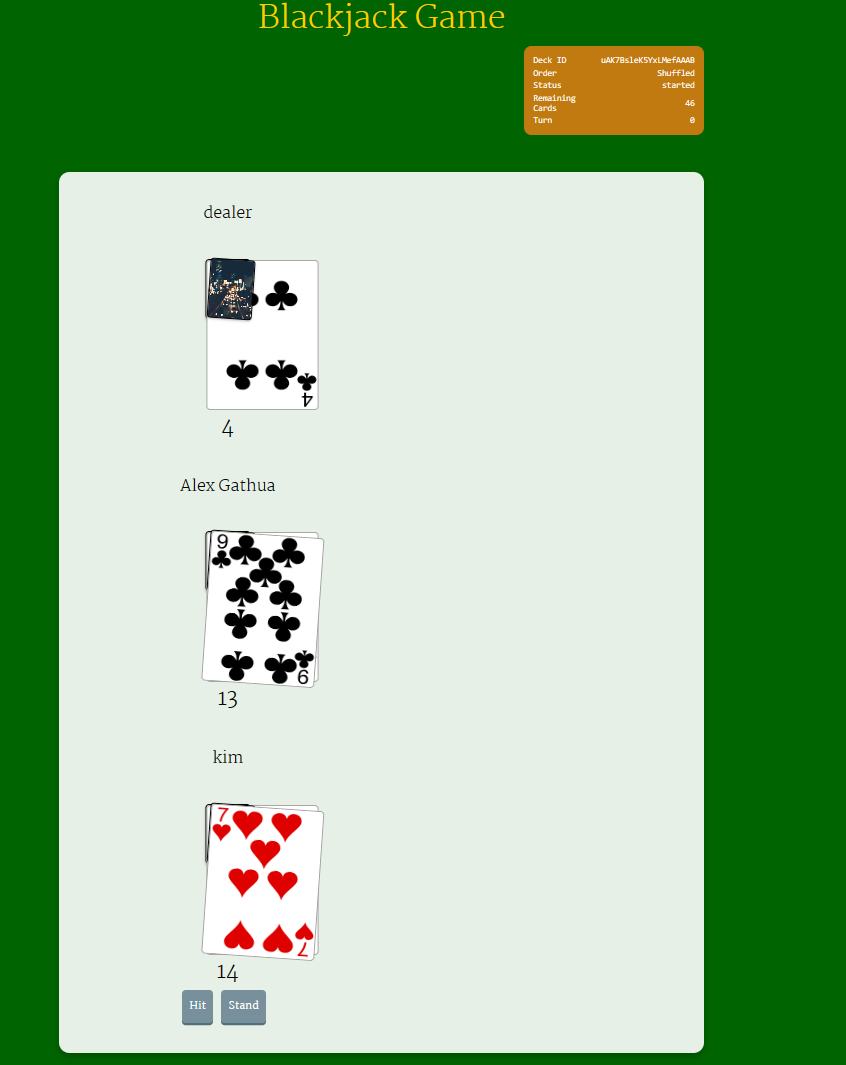 Blackjack Game
Deck ID uAK7BsleK5YxLMefAAAB
Order Shuffled
Status started
Remaining
Cards 46
Turn 0
dealer
4
4
Alex Gathua
9
9
13
kim
7
7
14
Hit Stand